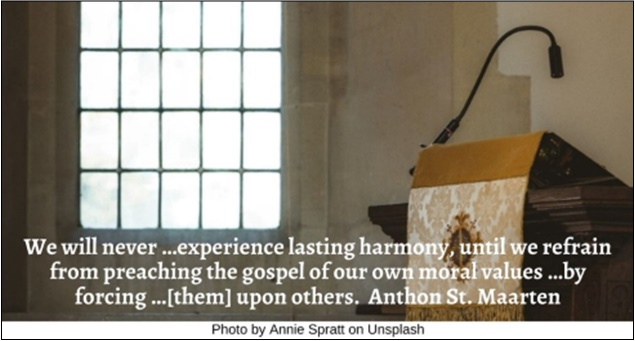 We will never ...experience lasting harmony, until we refrain
from preaching the gospel of our own moral values ...by
forcing ...[them] upon others.  Anthon St. Maarten
Photo by Annie Spratt on Unsplash